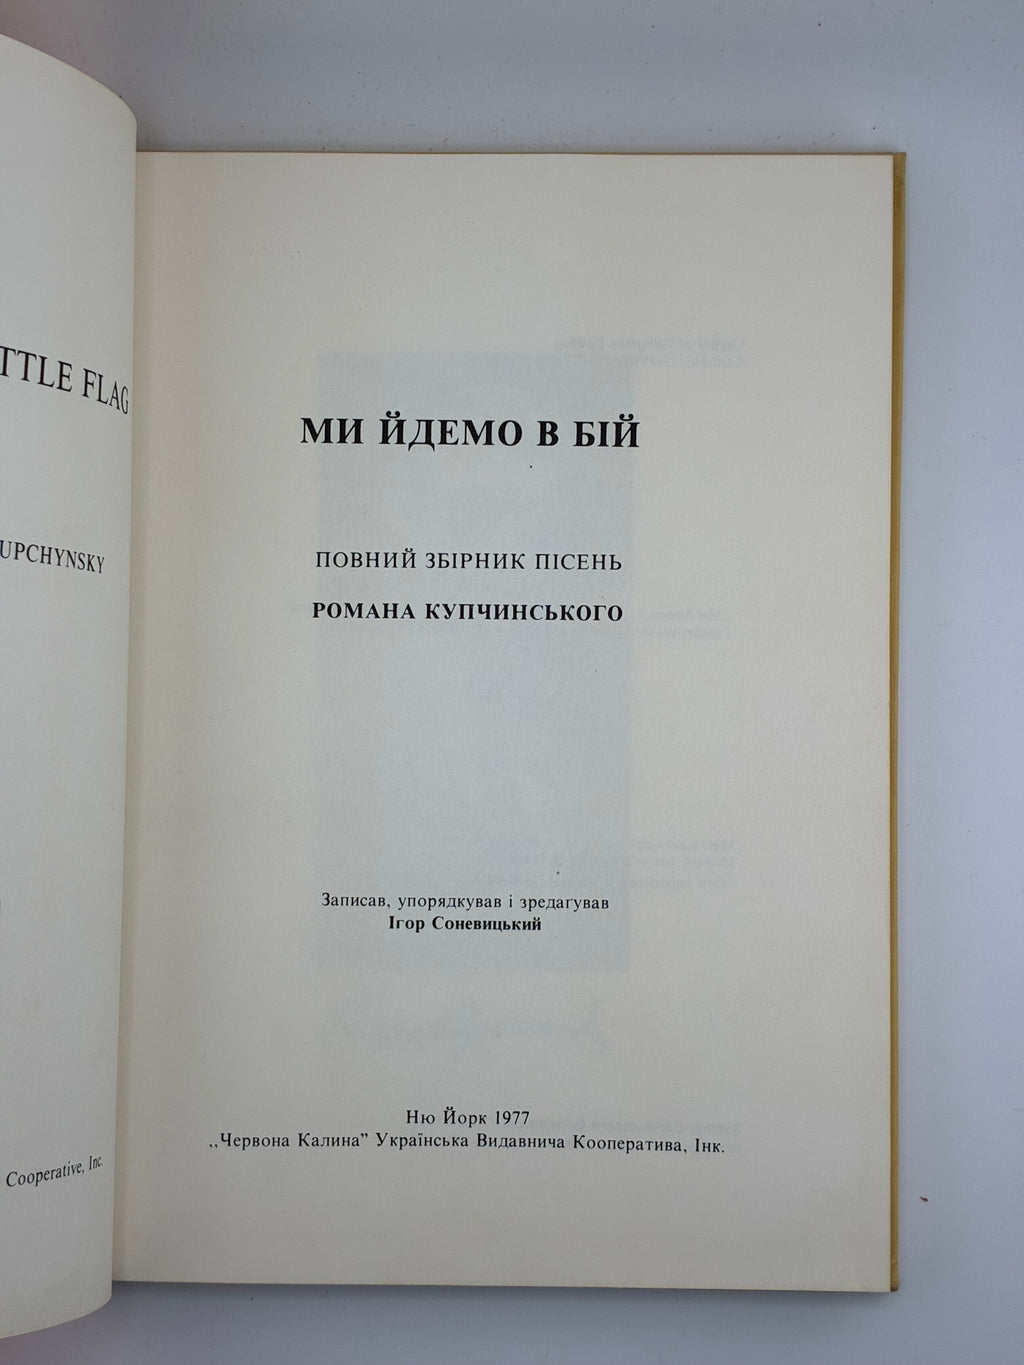 TTLE FLAG
UPCHYNSKY
Cooperative, Inc.
МИ ЙДЕМО В БІЙ
ПОВНИЙ ЗБІРНИК ПІСЕНЬ
РОМАНА КУПЧИНСЬКОГО
Записав, упорядкував і зредаґував
Ігор Соневицький
Ню Йорк 1977
,,Червона Калина” Українська Видавнича Кооператива, Інк.